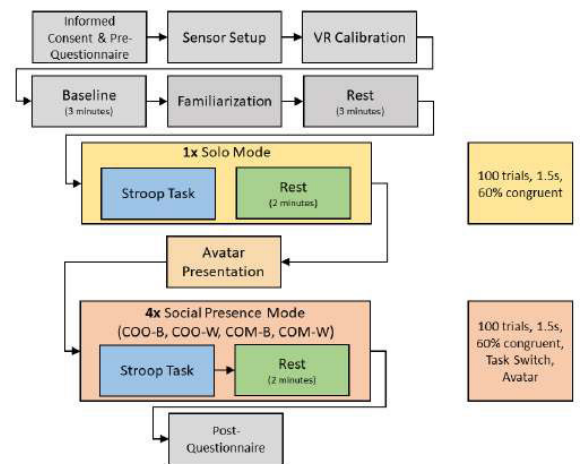 Informed
Consent & Pre-
Questionnaire
Sensor Setup
VR Calibration
Baseline
(3 minutes)
Familiarization
Rest
(3 minutes)
1x Solo Mode
Stroop Task
Rest
(2 minutes)
100 trials, 1.5s,
60% congruent
Avatar
Presentation
4x Social Presence Mode
(COO-B, COO-W, COM-B, COM-W)
Stroop Task
Rest
(2 minutes)
100 trials, 1.5s,
60% congruent,
Task Switch,
Avatar
Post-
Questionnaire